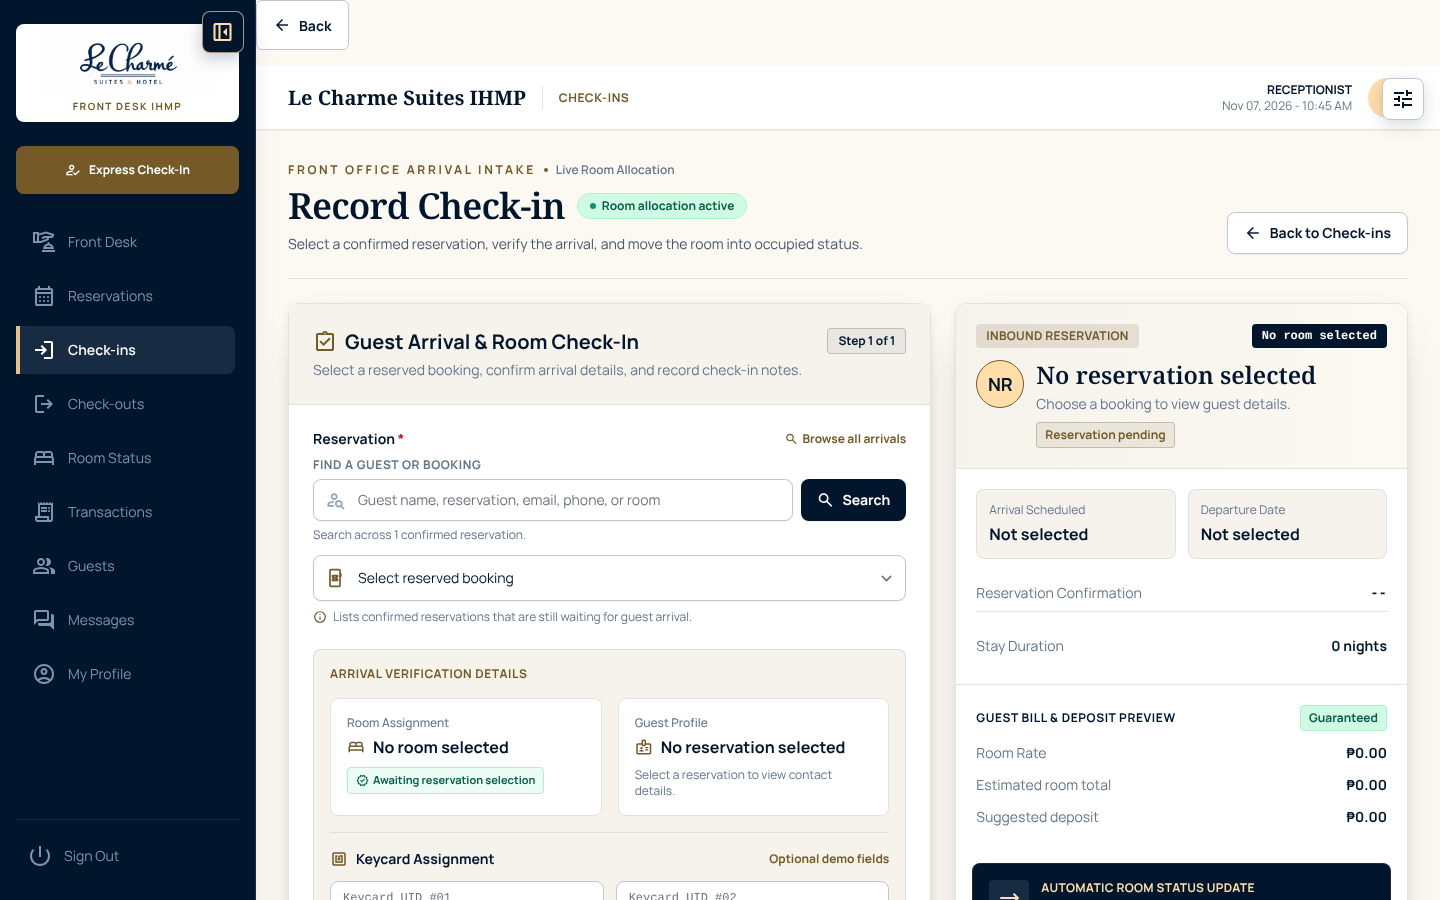 Le Charmé
SUITES & HOTEL
FRONT DESK IHMP
Express Check-In
Front Desk
Reservations
Check-ins
Check-outs
Room Status
Transactions
Guests
Messages
My Profile
Sign Out
Back
Le Charme Suites IHMP
CHECK-INS
RECEPTIONIST
Nov 07, 2026 - 10:45 AM
FRONT OFFICE ARRIVAL INTAKE • Live Room Allocation
Record Check-in
Room allocation active
Select a confirmed reservation, verify the arrival, and move the room into occupied status.
Back to Check-ins
Guest Arrival & Room Check-In
Step 1 of 1
Select a reserved booking, confirm arrival details, and record check-in notes.
Reservation *
Browse all arrivals
FIND A GUEST OR BOOKING
Guest name, reservation, email, phone, or room
Search
Search across 1 confirmed reservation.
Select reserved booking
Lists confirmed reservations that are still waiting for guest arrival.
ARRIVAL VERIFICATION DETAILS
Room Assignment
No room selected
Awaiting reservation selection
Guest Profile
No reservation selected
Select a reservation to view contact
details.
Keycard Assignment
Optional demo fields
Keycard UID #01
Keycard UID #02
INBOUND RESERVATION
No room selected
NR
No reservation selected
Choose a booking to view guest details.
Reservation pending
Arrival Scheduled
Not selected
Departure Date
Not selected
Reservation Confirmation
--
Stay Duration
0 nights
GUEST BILL & DEPOSIT PREVIEW
Guaranteed
Room Rate
₱0.00
Estimated room total
₱0.00
Suggested deposit
₱0.00
AUTOMATIC ROOM STATUS UPDATE